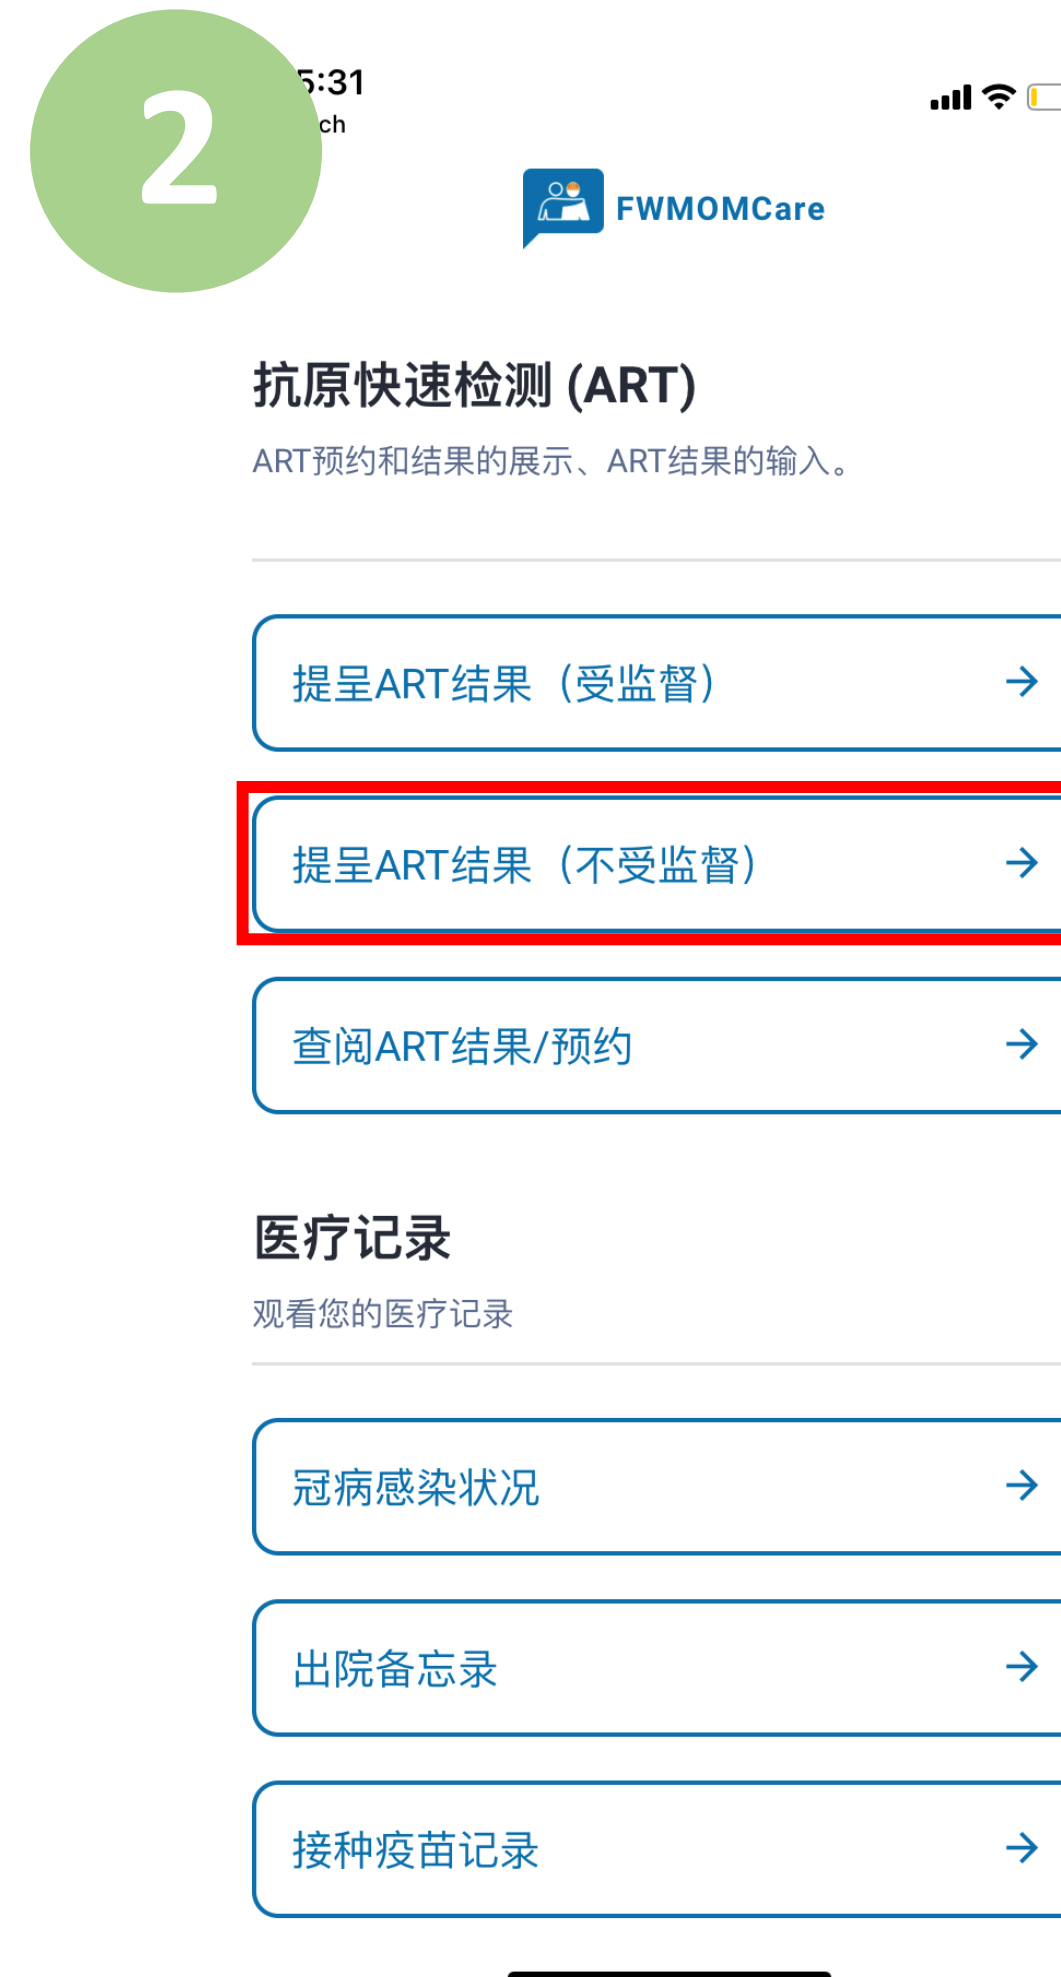 2
5:31
ch
FWMOMCare
抗原快速检测 (ART)
ART预约和结果的展示、ART结果的输入。
提呈ART结果（受监督）
提呈ART结果（不受监督）
查阅ART结果/预约
医疗记录
观看您的医疗记录
冠病感染状况
出院备忘录
接种疫苗记录